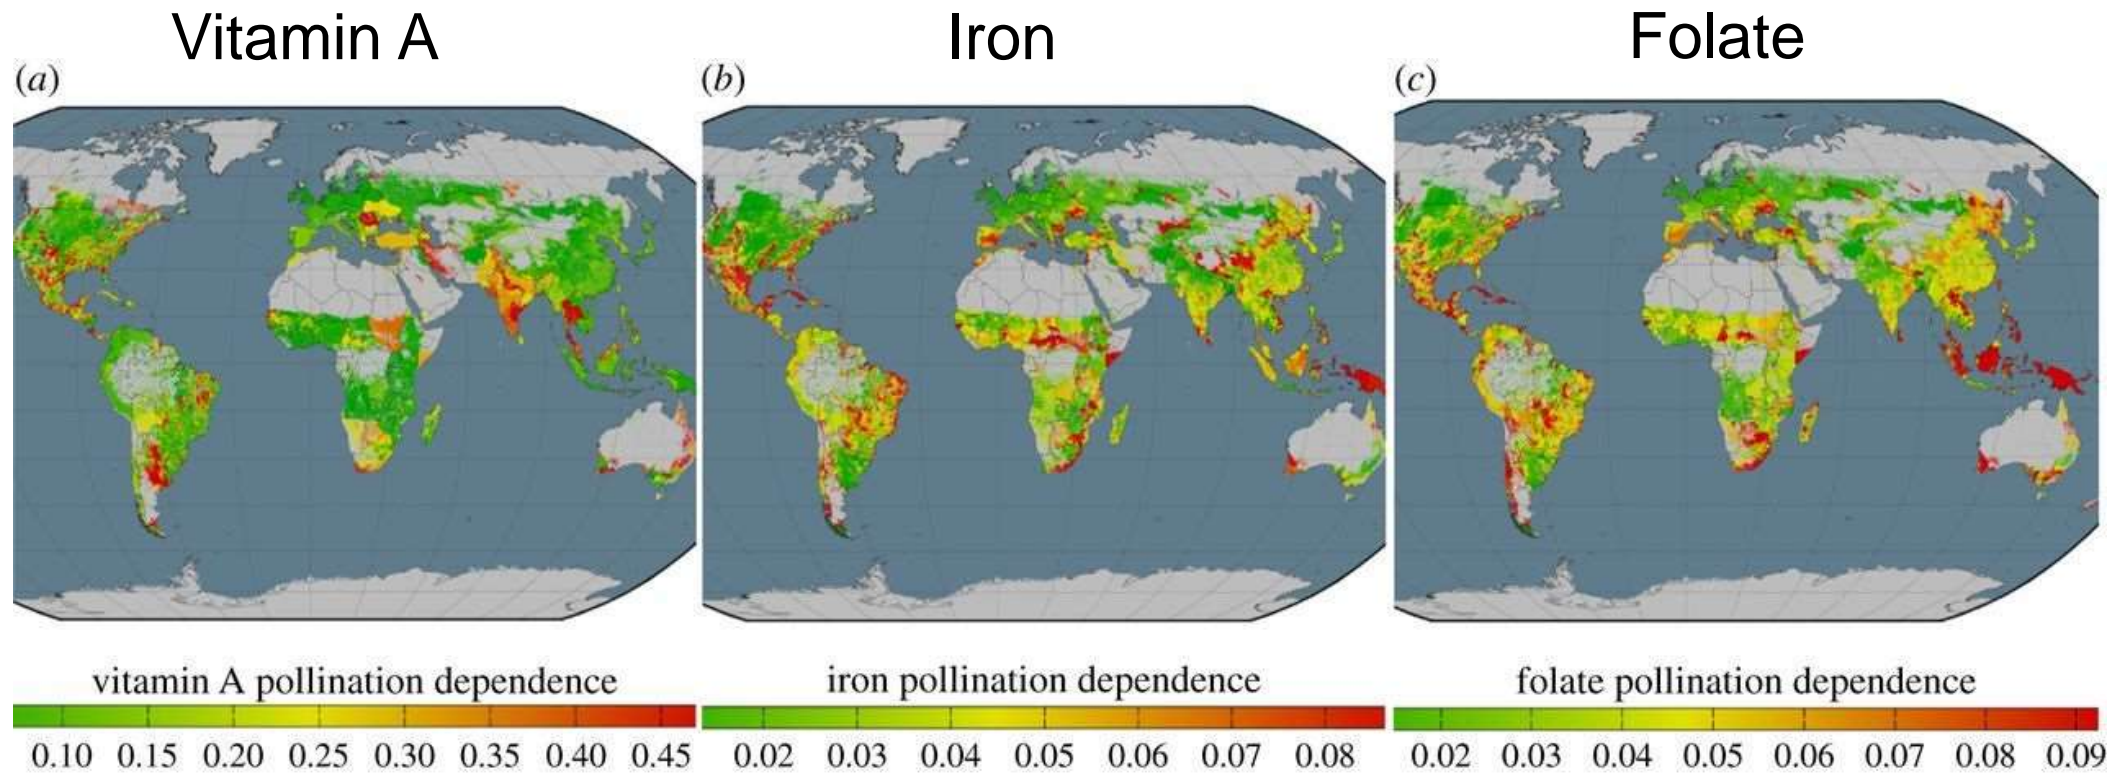 Vitamin A
Iron
Folate
(a)
(b)
(c)
vitamin A pollination dependence
0.10 0.15 0.20 0.25 0.30 0.35 0.40 0.45
iron pollination dependence
0.02 0.03 0.04 0.05 0.06 0.07 0.08
folate pollination dependence
0.02 0.03 0.04 0.05 0.06 0.07 0.08 0.09